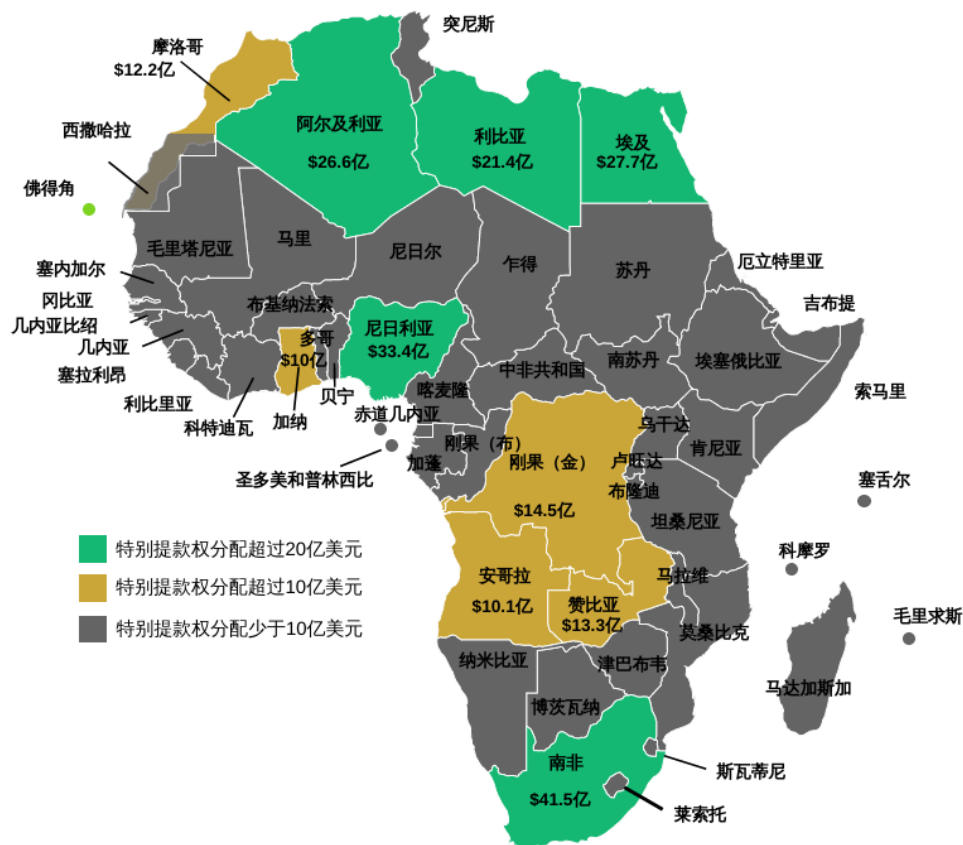 突尼斯
摩洛哥
$12.2亿
阿尔及利亚
$26.6亿
利比亚
$21.4亿
埃及
$27.7亿
西撒哈拉
佛得角
毛里塔尼亚
马里
尼日尔
乍得
苏丹
厄立特里亚
塞内加尔
冈比亚
吉布提
布基纳法索
几内亚比绍
几内亚
尼日利亚
$33.4亿
多哥
$10亿
塞拉利昂
中非共和国
南苏丹
埃塞俄比亚
利比里亚
贝宁
喀麦隆
索马里
科特迪瓦
加纳
赤道几内亚
乌干达
肯尼亚
加蓬
刚果（布）
刚果（金）
卢旺达
圣多美和普林西比
布隆迪
塞舌尔
$14.5亿
坦桑尼亚
特别提款权分配超过20亿美元
科摩罗
特别提款权分配超过10亿美元
安哥拉
$10.1亿
赞比亚
$13.3亿
马拉维
毛里求斯
特别提款权分配少于10亿美元
莫桑比克
纳米比亚
津巴布韦
马达加斯加
博茨瓦纳
南非
$41.5亿
斯瓦蒂尼
莱索托